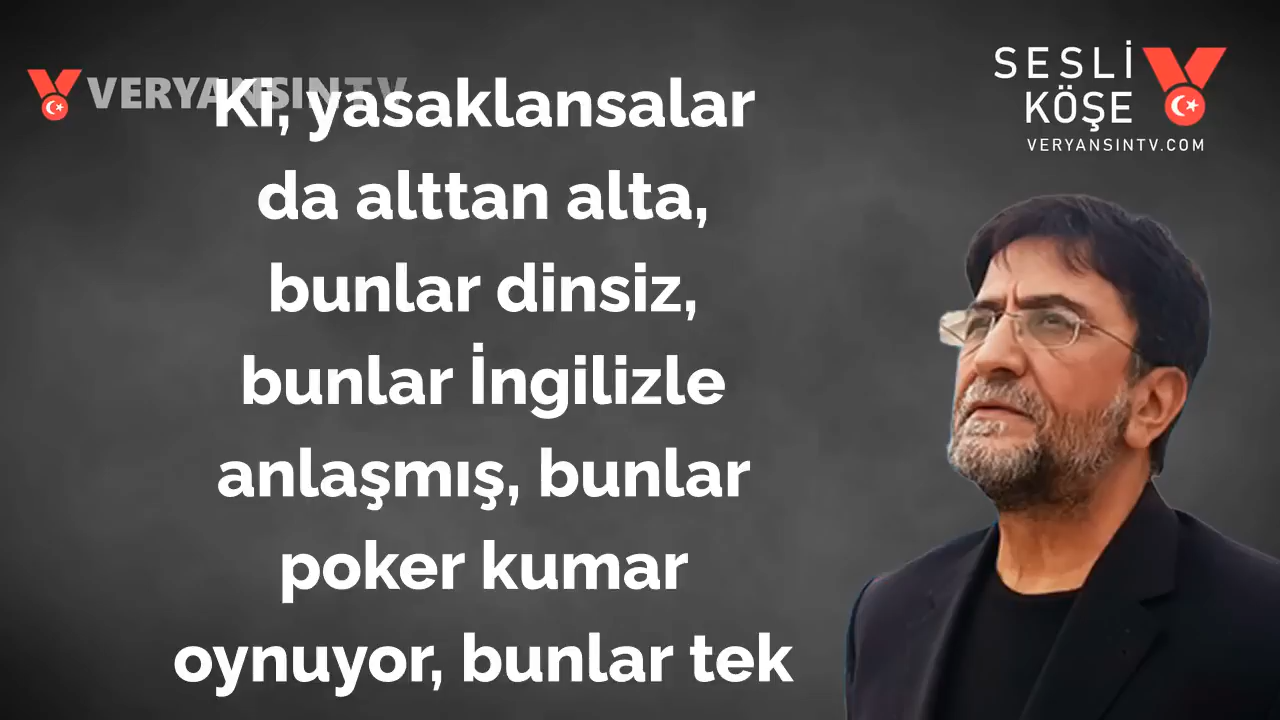 VERYANSINTV
SESLİ
KÖŞE
VERYANSINTV.COM
Ki, yasaklansalar
da alttan alta,
bunlar dinsiz,
bunlar İngilizle
anlaşmış, bunlar
poker kumar
oynuyor, bunlar tek